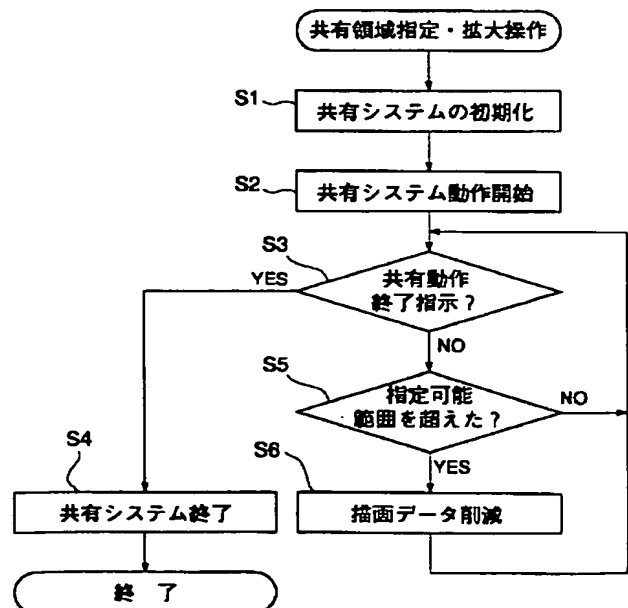 共有領域指定・拡大操作
S1
共有システムの初期化
S2
共有システム動作開始
S3
YES
共有動作
終了指示?
NO
S5
指定可能
範囲を超えた?
NO
YES
S4
共有システム終了
S6
描画データ削減
終 了